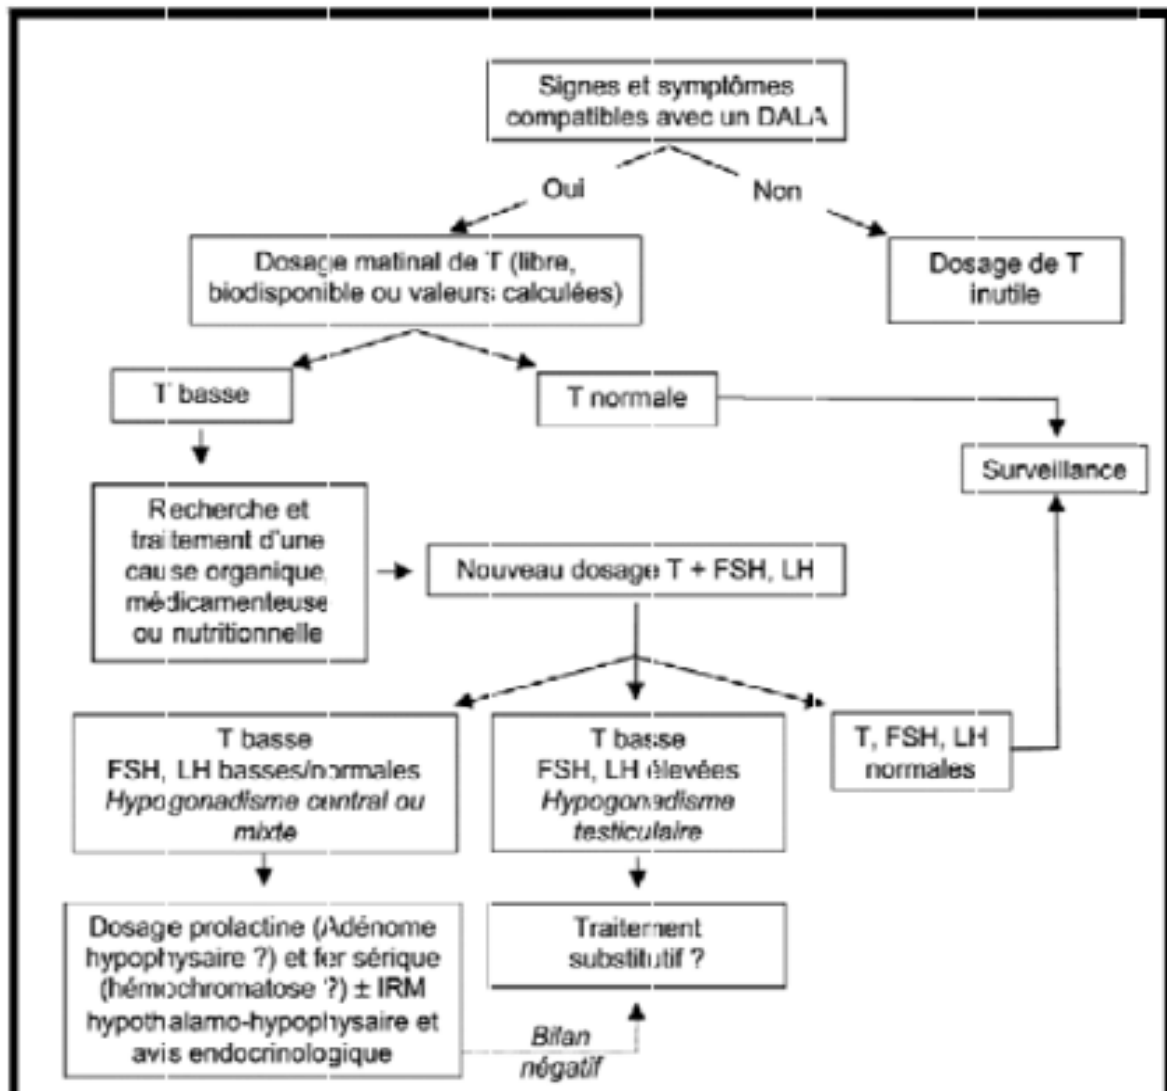 Signes et symptômes
compatibles avec un DALA
Oui
Non
Dosage matinal de T (libre,
biodisponible ou valeurs calculées)
Dosage de T
inutile
T basse
T normale
Surveillance
Recherche et
traitement d'une
cause organique,
médicamenteuse
ou nutritionnelle
Nouveau dosage T + FSH, LH
T basse
FSH, LH basses/normales
Hypogonadisme central ou
mixte
T basse
FSH, LH élevées
Hypogonadisme
testiculaire
T, FSH, LH
normales
Dosage prolactine (Adénome
hypophysaire ?) et fer sérique
(hémochromatose ?) ± IRM
hypothalamo-hypophysaire et
avis endocrinologique
Traitement
substitutif ?
Bilan
négatif